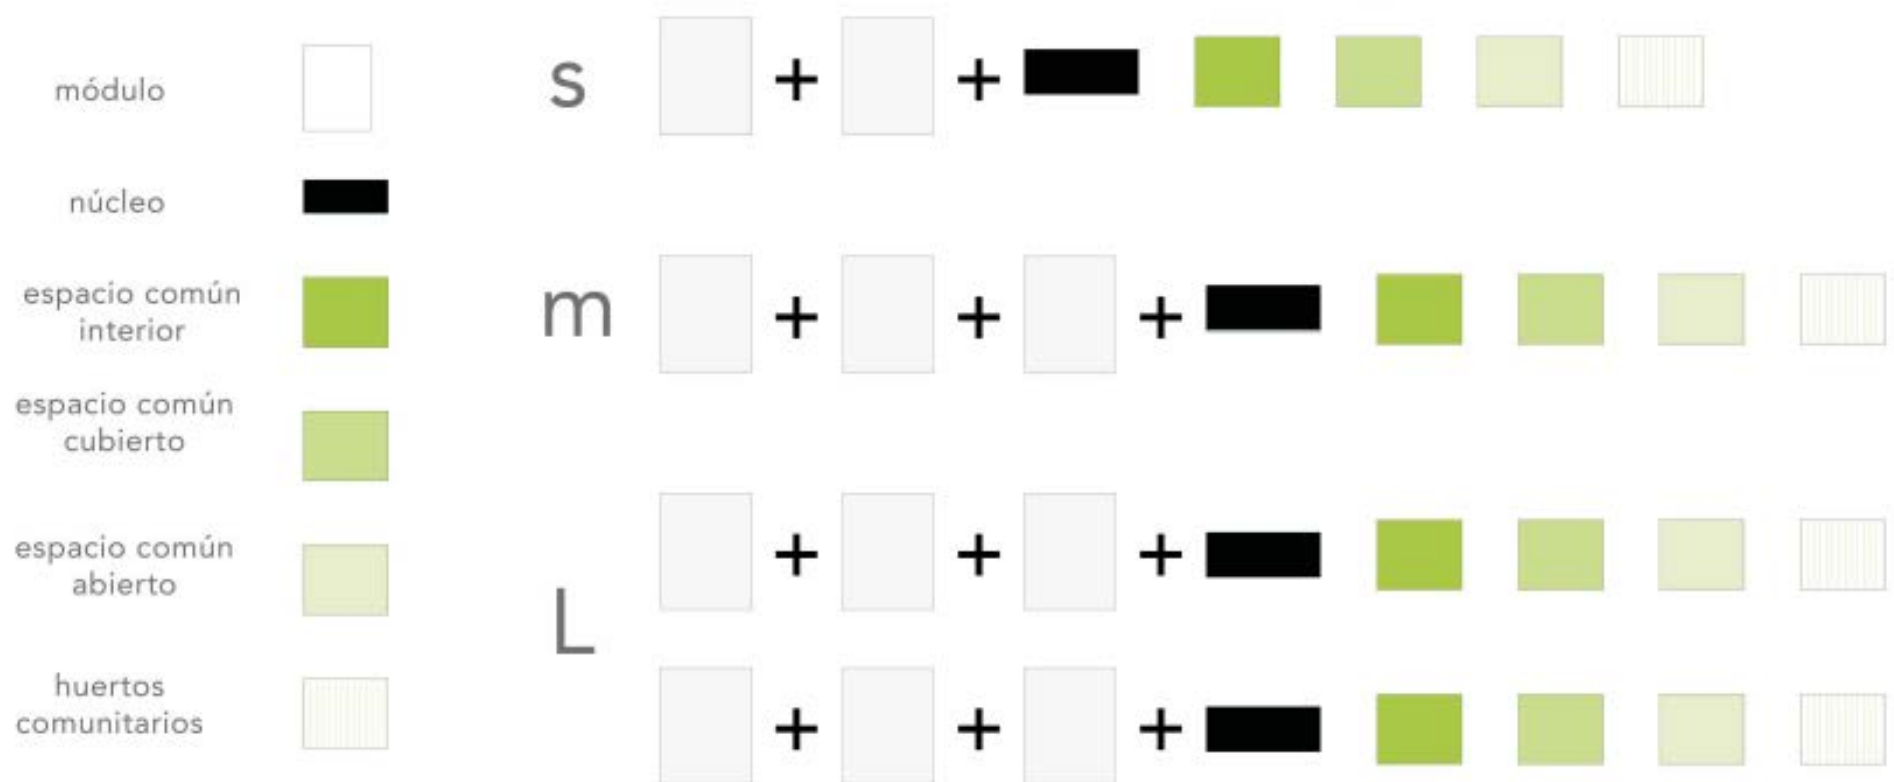 módulo
núcleo
espacio común
interior
espacio común
cubierto
espacio común
abierto
huertos
comunitarios
s
+ +
m
+ + +
L
+ + +
+ + +